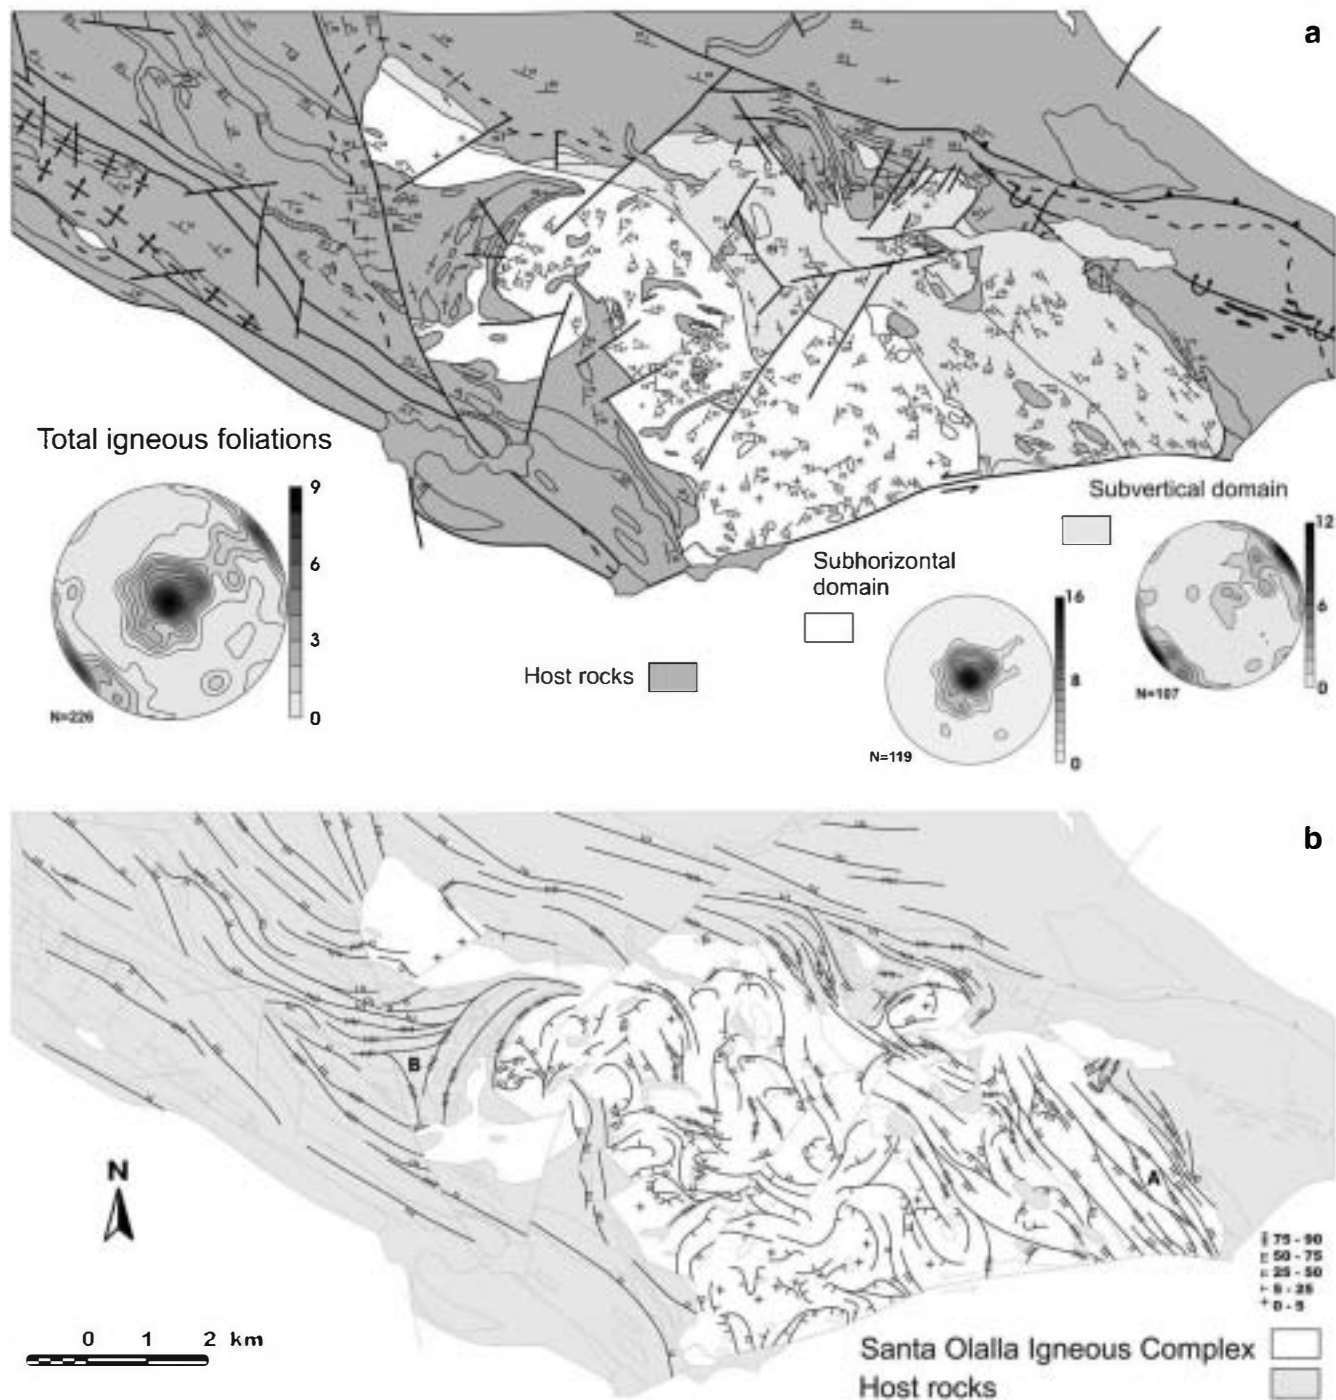 a
Total igneous foliations
9
6
3
0
N=226
Host rocks
Subhorizontal
domain
16
8
0
N=119
Subvertical domain
12
6
0
N=107
b
B
A
N
0 1 2 km
75 - 90
50 - 75
25 - 50
5 - 25
0 - 5
Santa Olalla Igneous Complex
Host rocks